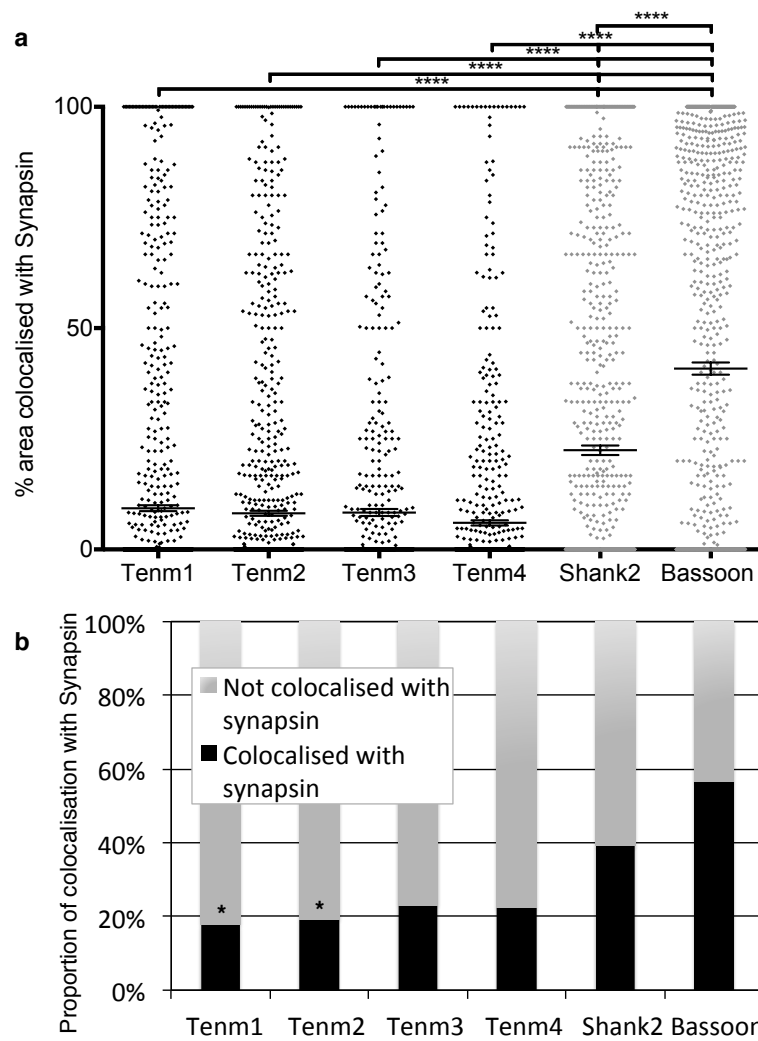 a
****
****
****
****
****
100
50
0
% area colocalised with Synapsin
Tenm1 Tenm2 Tenm3 Tenm4 Shank2 Bassoon
b
Proportion of colocalisation with Synapsin
100%
80%
60%
40%
20%
0%
Not colocalised with
synapsin
Colocalised with
synapsin
* *
Tenm1 Tenm2 Tenm3 Tenm4 Shank2 Bassoon